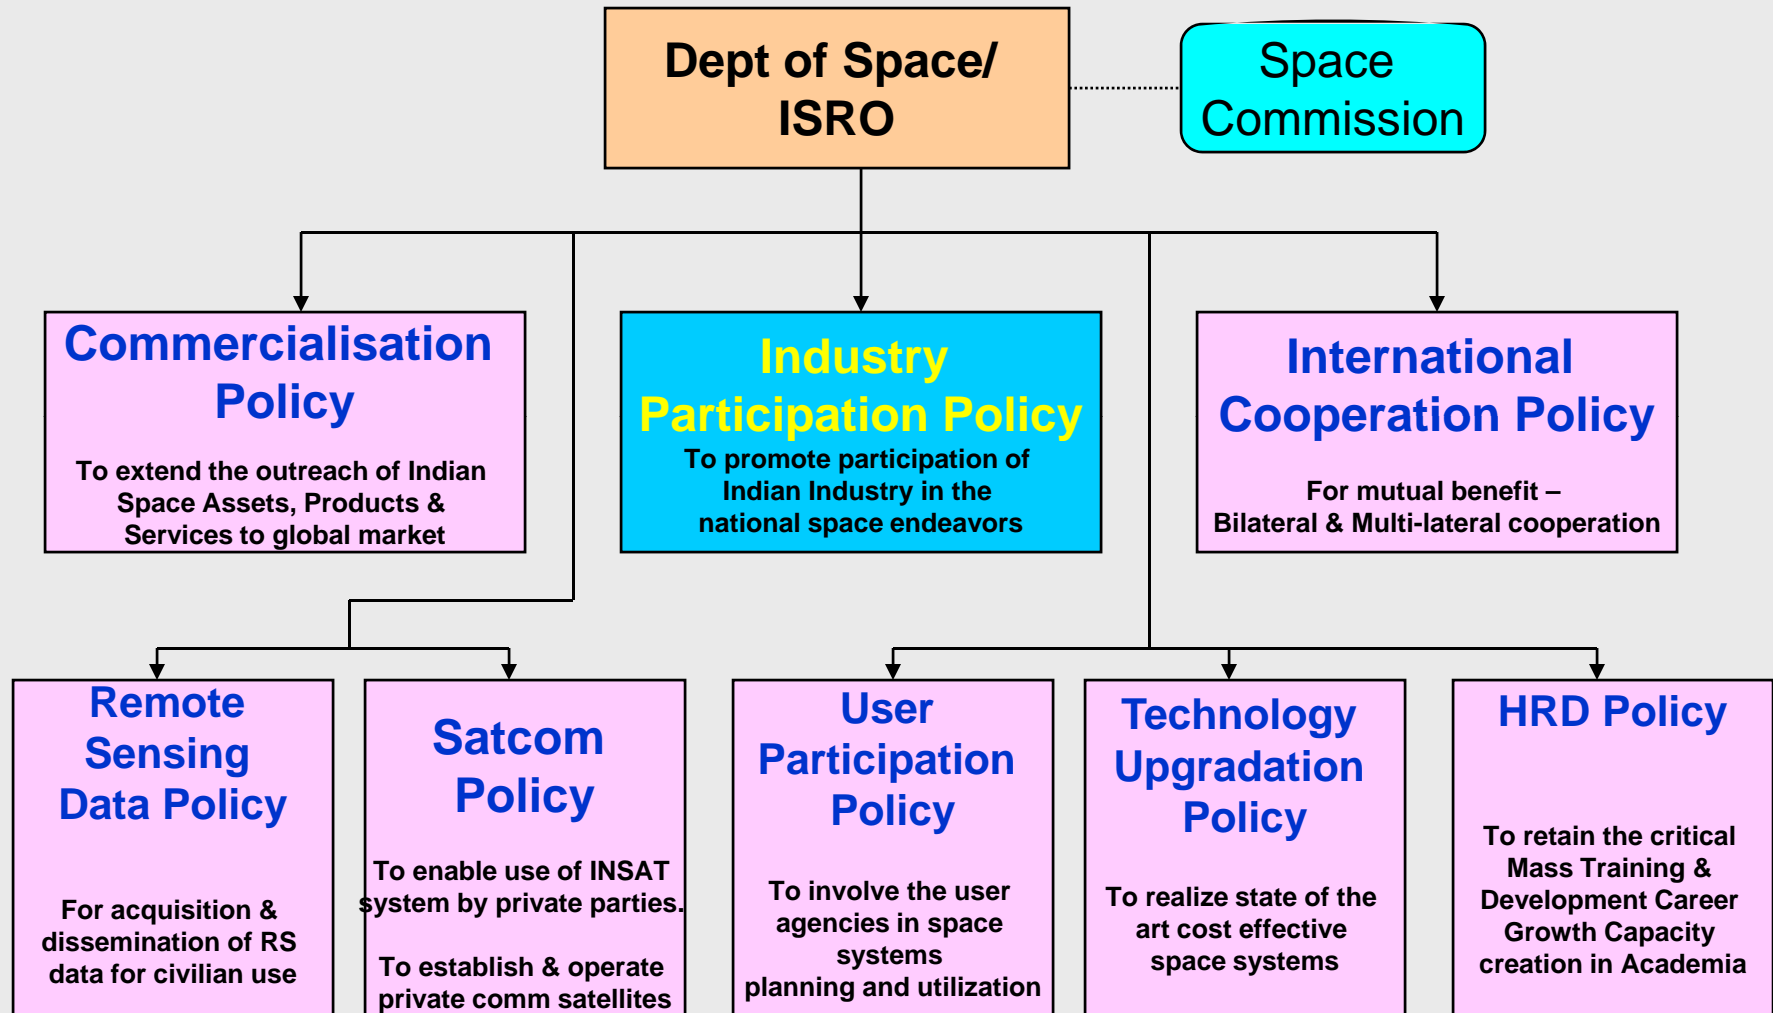 Dept of Space/
ISRO
Space
Commission
Commercialisation
Policy
To extend the outreach of Indian
Space Assets, Products &
Services to global market
Industry
Participation Policy
To promote participation of
Indian Industry in the
national space endeavors
International
Cooperation Policy
For mutual benefit –
Bilateral & Multi-lateral cooperation
Remote
Sensing
Data Policy
For acquisition &
dissemination of RS
data for civilian use
Satcom
Policy
To enable use of INSAT
system by private parties.
To establish & operate
private comm satellites
User
Participation
Policy
To involve the user
agencies in space
systems
planning and utilization
Technology
Upgradation
Policy
To realize state of the
art cost effective
space systems
HRD Policy
To retain the critical
Mass Training &
Development Career
Growth Capacity
creation in Academia